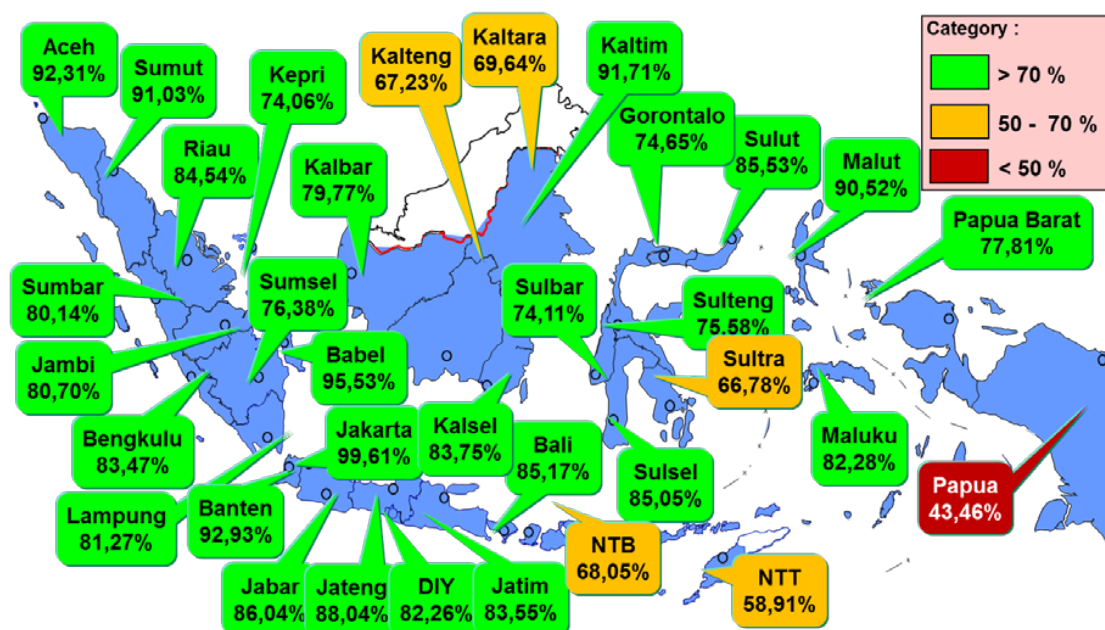 Aceh
92,31%
Sumut
91,03%
Kepri
74,06%
Kalteng
67,23%
Kaltara
69,64%
Kaltim
91,71%
Category :
> 70 %
50 - 70 %
< 50 %
Riau
84,54%
Kalbar
79,77%
Gorontalo
74,65%
Sulut
85,53%
Malut
90,52%
Papua Barat
77,81%
Sumbar
80,14%
Sumsel
76,38%
Sulbar
74,11%
Sulteng
75.58%
Jambi
80,70%
Babel
95,53%
Sultra
66,78%
Bengkulu
83,47%
Jakarta
99,61%
Kalsel
83,75%
Bali
85,17%
Sulsel
85,05%
Maluku
82,28%
Papua
43,46%
Lampung
81,27%
Banten
92,93%
NTB
68,05%
NTT
58,91%
Jabar
86,04%
Jateng
88,04%
DIY
82,26%
Jatim
83,55%